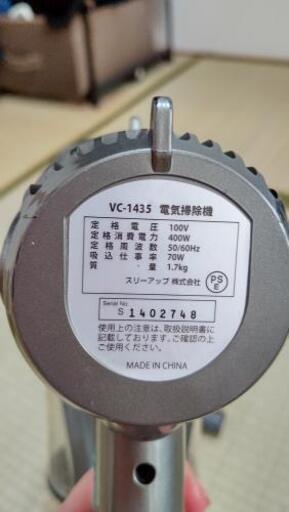 VC-1435 電気掃除機
定格電圧 100V
定格消費電力 400W
定格周波数 50/60Hz
吸込仕事率 70W
質量 1.7kg
スリーアップ 株式会社
PSE
Serial No.
S 1402748
使用上の注意は、取扱説明書に
記載しております。ご確認の上
ご使用ください。
MADE IN CHINA